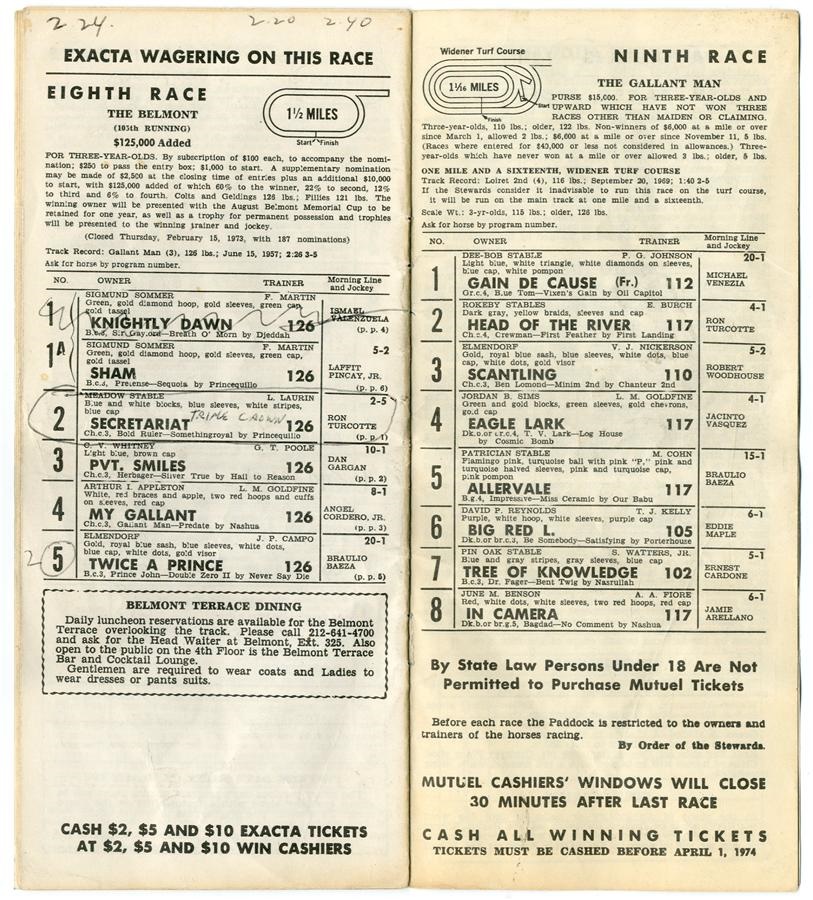 2.24. 2.20 2.40
EXACTA WAGERING ON THIS RACE
EIGHTH RACE
THE BELMONT
(105th RUNNING)
$125,000 Added
1½ MILES
Start Finish
FOR THREE-YEAR-OLDS. By subscription of $100 each, to accompany the nomi-
nation; $250 to pass the entry box; $1,000 to start. A supplementary nomination
may be made of $2,500 at the closing time of entries plus an additional $10,000
to start, with $125,000 added of which 60% to the winner, 22% to second, 12%
to third and 6% to fourth. Colts and Geldings 126 lbs.; Fillies 121 lbs. The
winning owner will be presented with the August Belmont Memorial Cup to be
retained for one year, as well as a trophy for permanent possession and trophies
will be presented to the winning trainer and jockey.
(Closed Thursday, February 15, 1973, with 187 nominations)
Track Record: Gallant Man (3), 126 lbs.; June 15, 1957; 2:26 3-5
Ask for horse by program number.
NO. OWNER TRAINER Morning Line
and Jockey
1 SIGMUND SOMMER F. MARTIN
Green, gold diamond hoop, gold sleeves, green cap,
gold tassel
KNIGHTLY DAWN 126 ISMAEL
VALENZUELA
B.c.3, Sir Gaylord—Breath O' Morn by Djeddah (p. p. 4)
1A SIGMUND SOMMER F. MARTIN 5-2
Green, gold diamond hoop, gold sleeves, green cap,
gold tassel
SHAM 126 LAFFIT
PINCAY, JR.
B.c.3, Pretense—Sequoia by Princequillo (p. p. 6)
2 MEADOW STABLE L. LAURIN 2-5
Blue and white blocks, blue sleeves, white stripes,
blue cap
TRIPLE CROWN
SECRETARIAT 126 RON
TURCOTTE
Ch.c.3, Bold Ruler—Somethingroyal by Princequillo (p. p. 1)
3 C. V. WHITNEY G. T. POOLE 10-1
Light blue, brown cap
PVT. SMILES 126 DAN
GARGAN
Ch.c.3, Herbager—Silver True by Hail to Reason (p. p. 2)
4 ARTHUR I. APPLETON L. M. GOLDFINE 8-1
White, red braces and apple, two red hoops and cuffs
on sleeves, red cap
MY GALLANT 126 ANGEL
CORDERO, JR.
Ch.c.3, Gallant Man—Predate by Nashua (p. p. 3)
2 5 ELMENDORF J. P. CAMPO 20-1
Gold, royal blue sash, blue sleeves, white dots,
blue cap, white dots, gold visor
TWICE A PRINCE 126 BRAULIO
BAEZA
B.c.3, Prince John—Double Zero II by Never Say Die (p. p. 5)
BELMONT TERRACE DINING
Daily luncheon reservations are available for the Belmont
Terrace overlooking the track. Please call 212-641-4700
and ask for the Head Waiter at Belmont, Ext. 325. Also
open to the public on the 4th Floor is the Belmont Terrace
Bar and Cocktail Lounge.
Gentlemen are required to wear coats and Ladies to
wear dresses or pants suits.
CASH $2, $5 AND $10 EXACTA TICKETS
AT $2, $5 AND $10 WIN CASHIERS
Widener Turf Course
1 1/16 MILES
Start
Finish
NINTH RACE
THE GALLANT MAN
PURSE $15,000. FOR THREE-YEAR-OLDS AND
UPWARD WHICH HAVE NOT WON THREE
RACES OTHER THAN MAIDEN OR CLAIMING.
Three-year-olds, 110 lbs.; older, 122 lbs. Non-winners of $6,000 at a mile or over
since March 1, allowed 2 lbs.; $6,000 at a mile or over since November 11, 5 lbs.
(Races where entered for $43,000 or less not considered in allowances.) Three-
year-olds which have never won at a mile or over allowed 3 lbs.; older, 5 lbs.
ONE MILE AND A SIXTEENTH, WIDENER TURF COURSE
Track Record: Loiret 2nd (4), 116 lbs.; September 20, 1969; 1:40 2-5
If the Stewards consider it inadvisable to run this race on the turf course,
it will be run on the main track at one mile and a sixteenth.
Scale Wt.: 3-yr-olds, 115 lbs.; older, 126 lbs.
Ask for horse by program number.
NO. OWNER TRAINER Morning Line
and Jockey
1 DEE-BOB STABLE P. G. JOHNSON 20-1
Light blue, white triangle, white diamonds on sleeves,
blue cap, white pompon
GAIN DE CAUSE (Fr.) 112 MICHAEL
VENEZIA
Gr.c.4, Blue Tom—Vixen's Gain by Oil Capitol
2 ROKEBY STABLES E. BURCH 4-1
Dark gray, yellow braids, sleeves and cap
HEAD OF THE RIVER 117 RON
TURCOTTE
Ch.c.4, Crewman—First Feather by First Landing
3 ELMENDORF V. J. NICKERSON 5-2
Gold, royal blue sash, blue sleeves, white dots, blue
cap, white dots, gold visor
SCANTLING 110 ROBERT
WOODHOUSE
Ch.c.3, Ben Lomond—Minim 2nd by Chanteur 2nd
4 JORDAN B. SIMS L. M. GOLDFINE 4-1
Green and gold blocks, green sleeves, gold chevrons,
gold cap
EAGLE LARK 117 JACINTO
VASQUEZ
Dk.b.or br.c.3, T. V. Lark—Log House
by Cosmic Bomb
5 PATRICIAN STABLE M. COHN 15-1
Flamingo pink, turquoise ball with pink "P," pink and
turquoise halved sleeves, pink and turquoise cap,
pink pompon
ALLERVALE 117 BRAULIO
BAEZA
B.g.4, Impressive—Miss Ceramic by Our Babu
6 DAVID P. REYNOLDS T. J. KELLY 6-1
Purple, white hoop, white sleeves, purple cap
BIG RED L. 105 EDDIE
MAPLE
Dk.b.or br.c.3, Be Somebody—Satisfying by Porterhouse
7 PIN OAK STABLE S. WATTERS, JR. 5-1
Blue and gray stripes, gray sleeves, blue cap
TREE OF KNOWLEDGE 102 ERNEST
CARDONE
B.c.3, Dr. Fager—Bent Twig by Nasrullah
8 JUNE M. BENSON A. A. FIORE 6-1
Red, white dots, white sleeves, two red hoops, red cap
IN CAMERA 117 JAMIE
ARELLANO
Dk.b.or br.g.5, Bagdad—No Comment by Nashua
By State Law Persons Under 18 Are Not
Permitted to Purchase Mutuel Tickets
Before each race the Paddock is restricted to the owners and
trainers of the horses racing.
By Order of the Stewards.
MUTUEL CASHIERS' WINDOWS WILL CLOSE
30 MINUTES AFTER LAST RACE
CASH ALL WINNING TICKETS
TICKETS MUST BE CASHED BEFORE APRIL 1, 1974